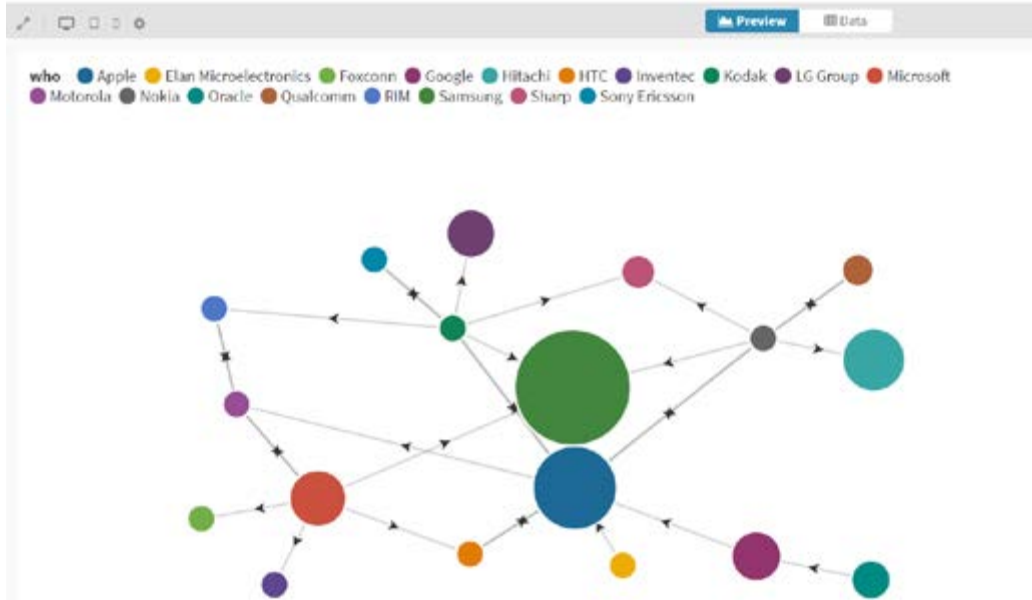 Preview Data
who Apple Elan Microelectronics Foxconn Google Hitachi HTC Inventec Kodak LG Group Microsoft
Motorola Nokia Oracle Qualcomm RIM Samsung Sharp Sony Ericsson